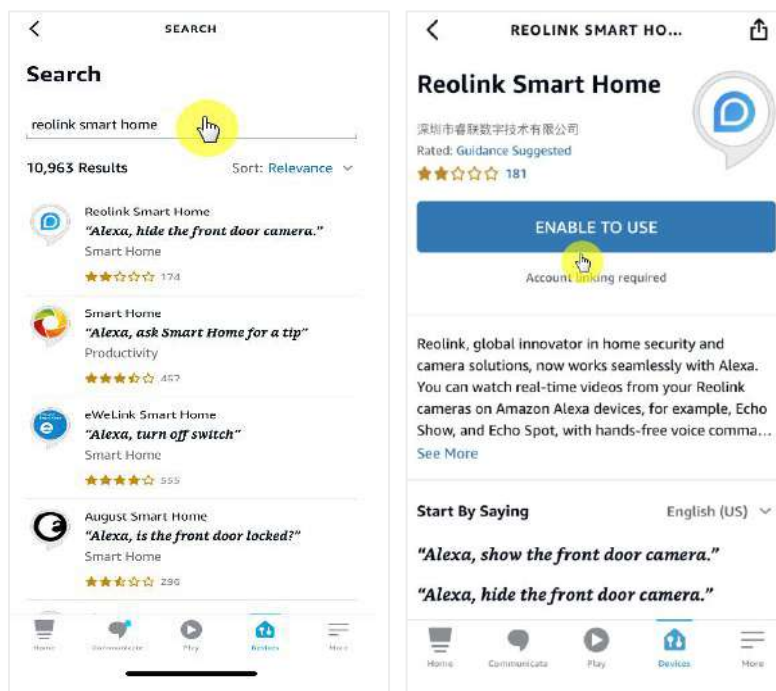 SEARCH
Search
reolink smart home
10,963 Results
Sort: Relevance
Reolink Smart Home
“Alexa, hide the front door camera.”
Smart Home
174
Smart Home
“Alexa, ask Smart Home for a tip”
Productivity
457
eWeLink Smart Home
“Alexa, turn off switch”
Smart Home
555
August Smart Home
“Alexa, is the front door locked?”
Smart Home
296
Home
Communicate
Play
Devices
More
REOLINK SMART HO...
Reolink Smart Home
深圳市睿联数字技术有限公司
Rated: Guidance Suggested
181
ENABLE TO USE
Account linking required
Reolink, global innovator in home security and
camera solutions, now works seamlessly with Alexa.
You can watch real-time videos from your Reolink
cameras on Amazon Alexa devices, for example, Echo
Show, and Echo Spot, with hands-free voice comma...
See More
Start By Saying
English (US)
“Alexa, show the front door camera.”
“Alexa, hide the front door camera.”
Home
Communicate
Play
Devices
More